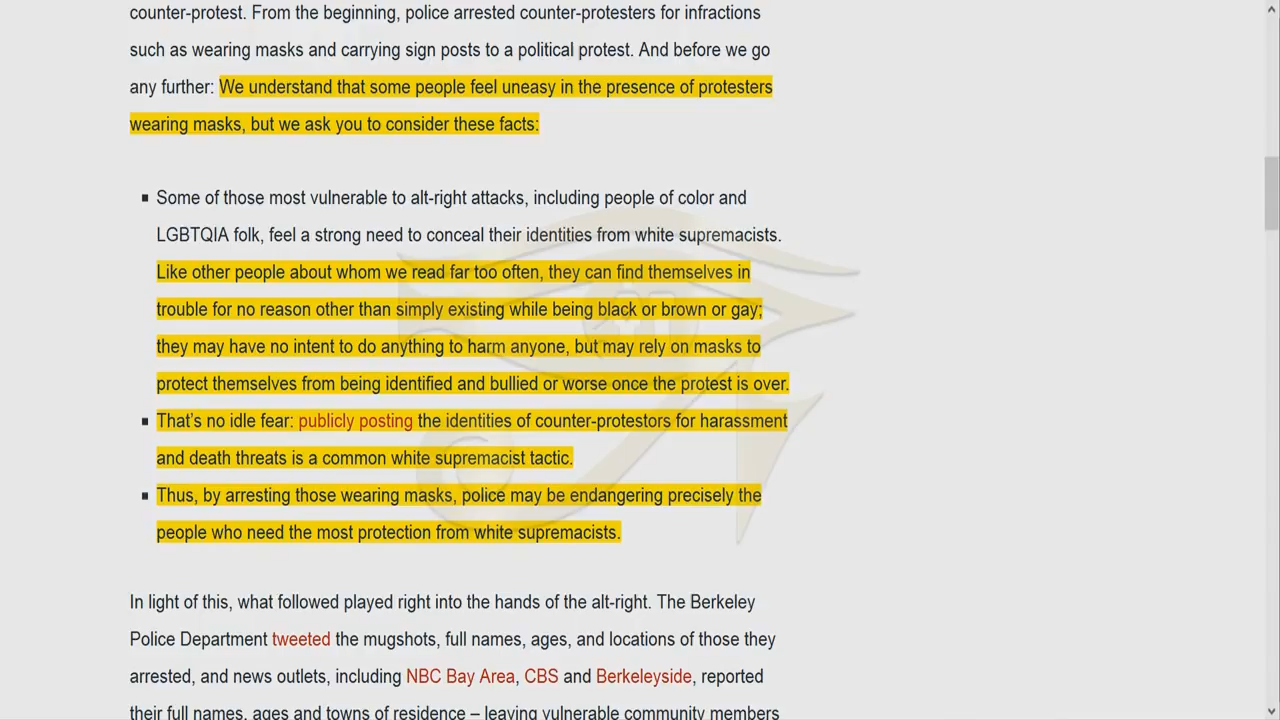 counter-protest. From the beginning, police arrested counter-protesters for infractions
such as wearing masks and carrying sign posts to a political protest. And before we go
any further: We understand that some people feel uneasy in the presence of protesters
wearing masks, but we ask you to consider these facts:
▪ Some of those most vulnerable to alt-right attacks, including people of color and
LGBTQIA folk, feel a strong need to conceal their identities from white supremacists.
Like other people about whom we read far too often, they can find themselves in
trouble for no reason other than simply existing while being black or brown or gay;
they may have no intent to do anything to harm anyone, but may rely on masks to
protect themselves from being identified and bullied or worse once the protest is over.
▪ That’s no idle fear: publicly posting the identities of counter-protestors for harassment
and death threats is a common white supremacist tactic.
▪ Thus, by arresting those wearing masks, police may be endangering precisely the
people who need the most protection from white supremacists.
In light of this, what followed played right into the hands of the alt-right. The Berkeley
Police Department tweeted the mugshots, full names, ages, and locations of those they
arrested, and news outlets, including NBC Bay Area, CBS and Berkeleyside, reported
their full names, ages and towns of residence – leaving vulnerable community members